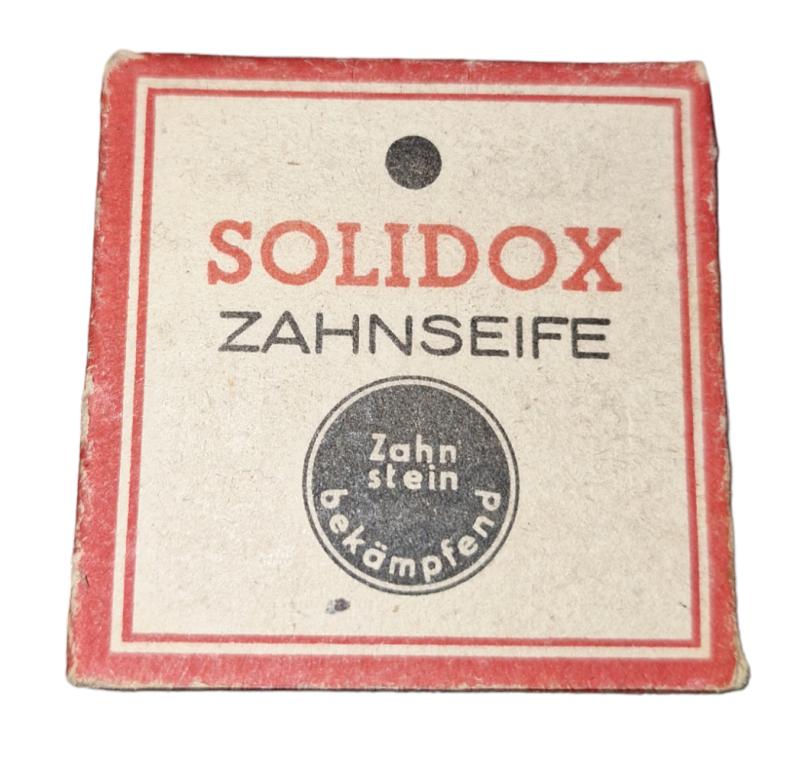 SOLIDOX
ZAHNSEIFE
Zahn
stein
bekämpfend